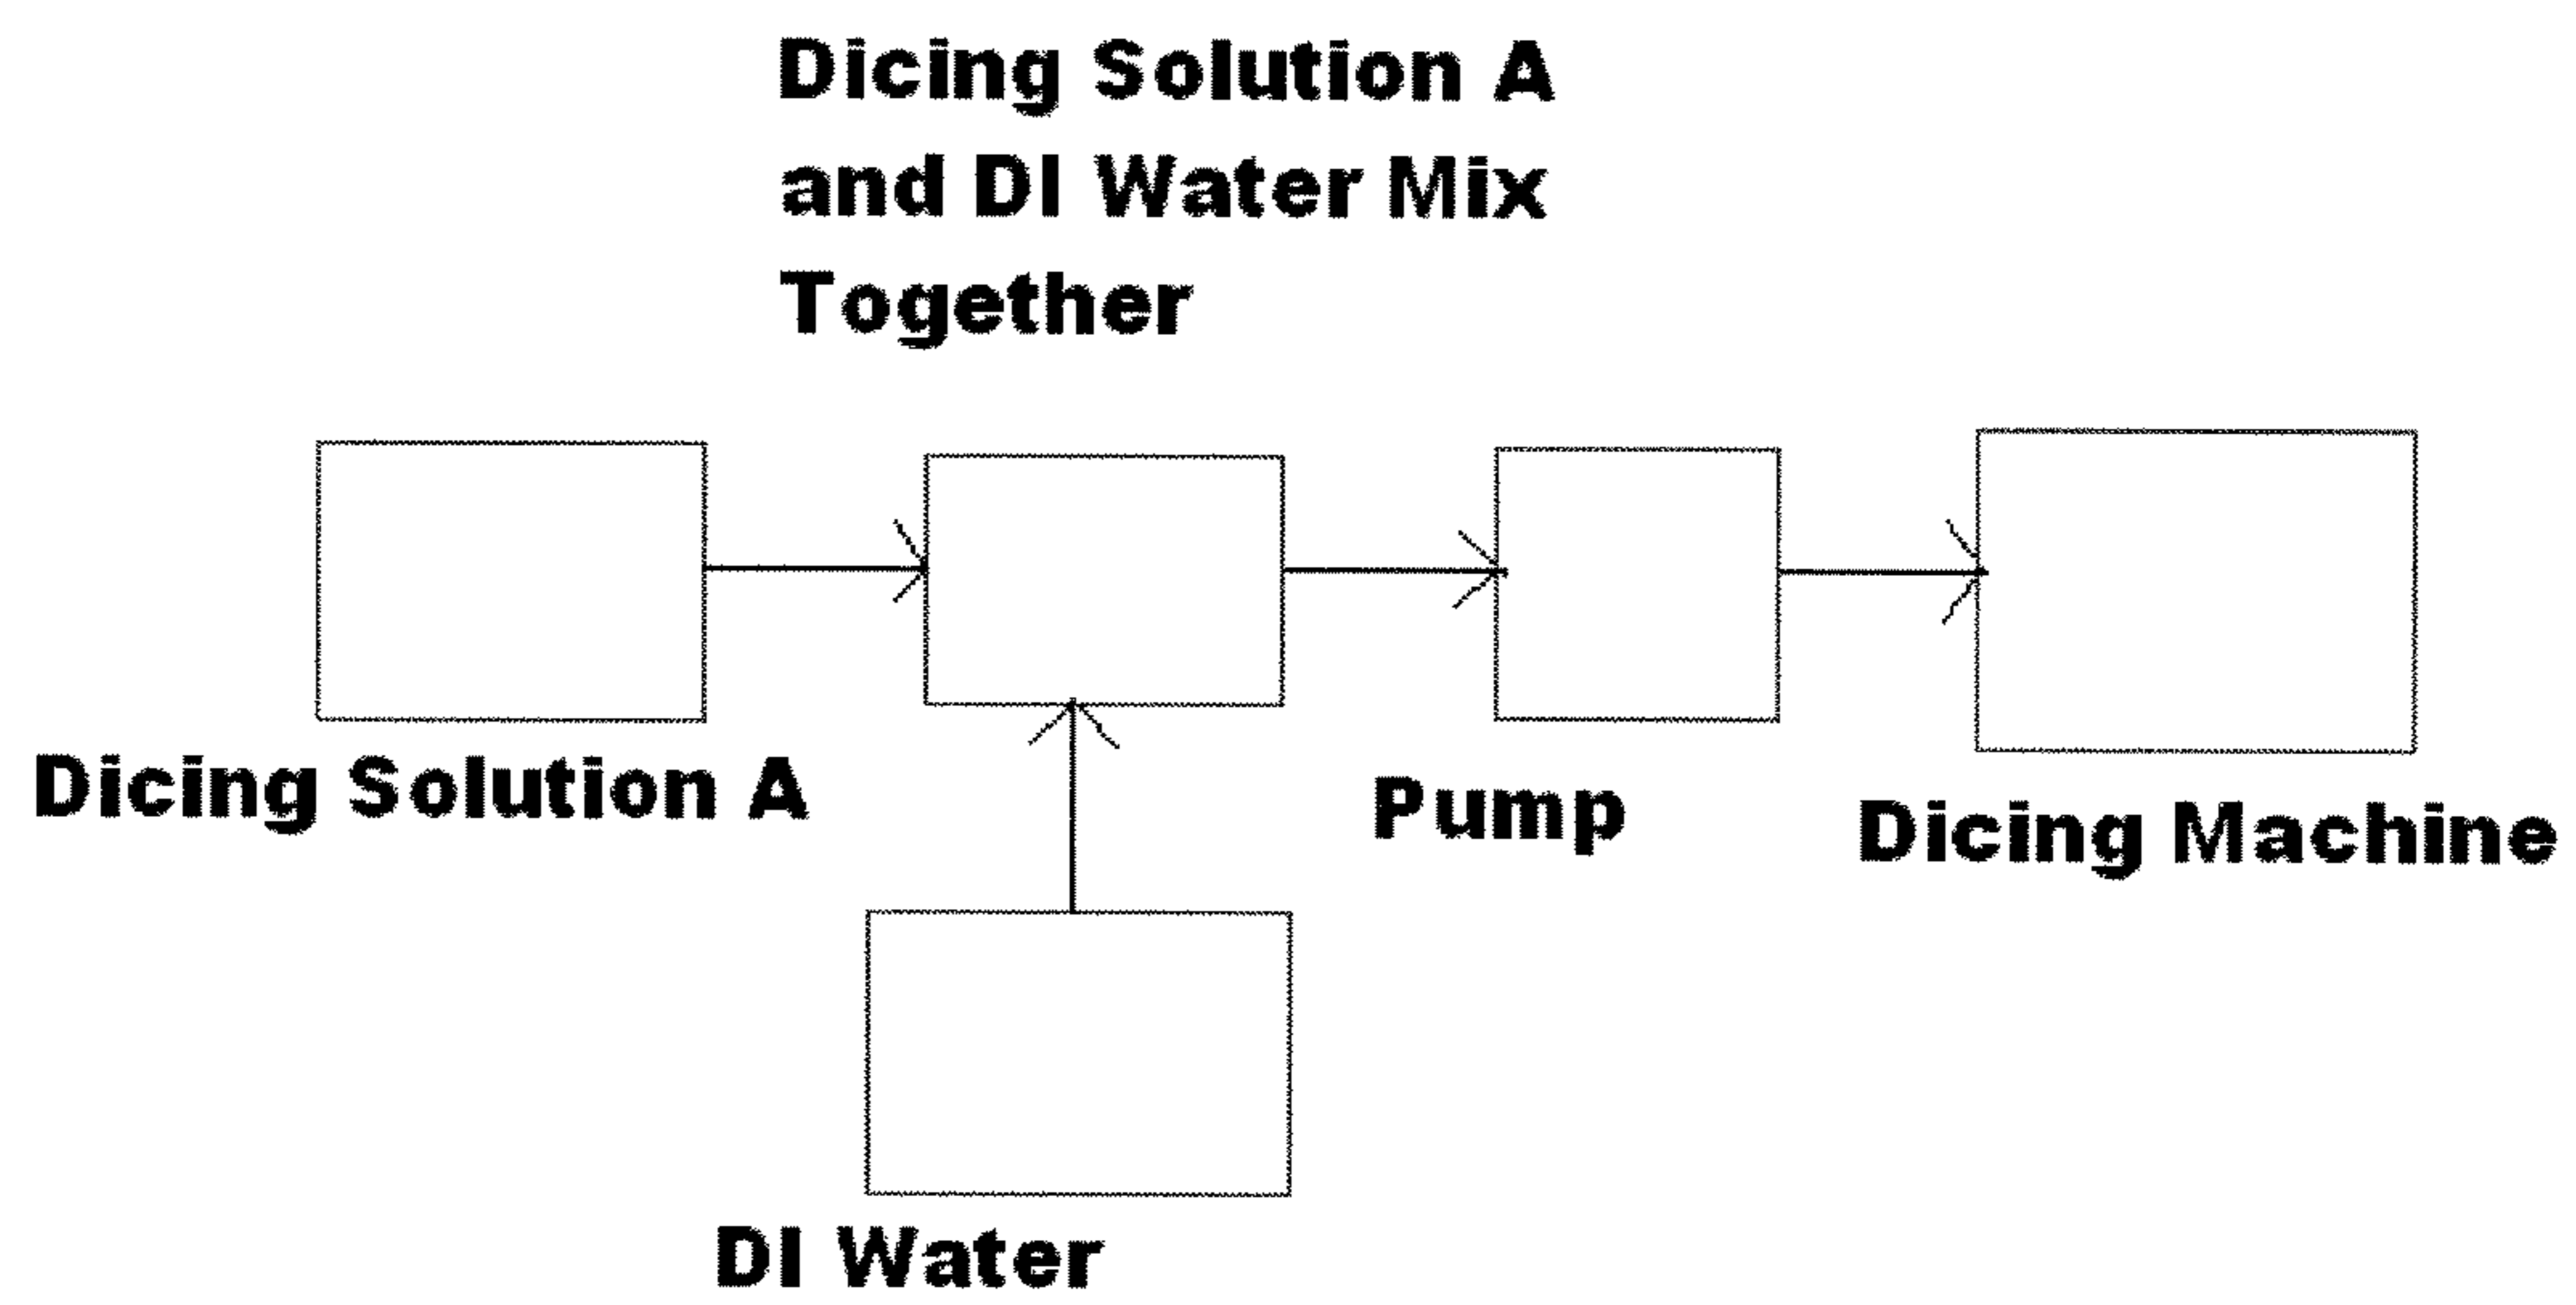 Dicing Solution A
and DI Water Mix
Together
Dicing Solution A
Pump
Dicing Machine
DI Water